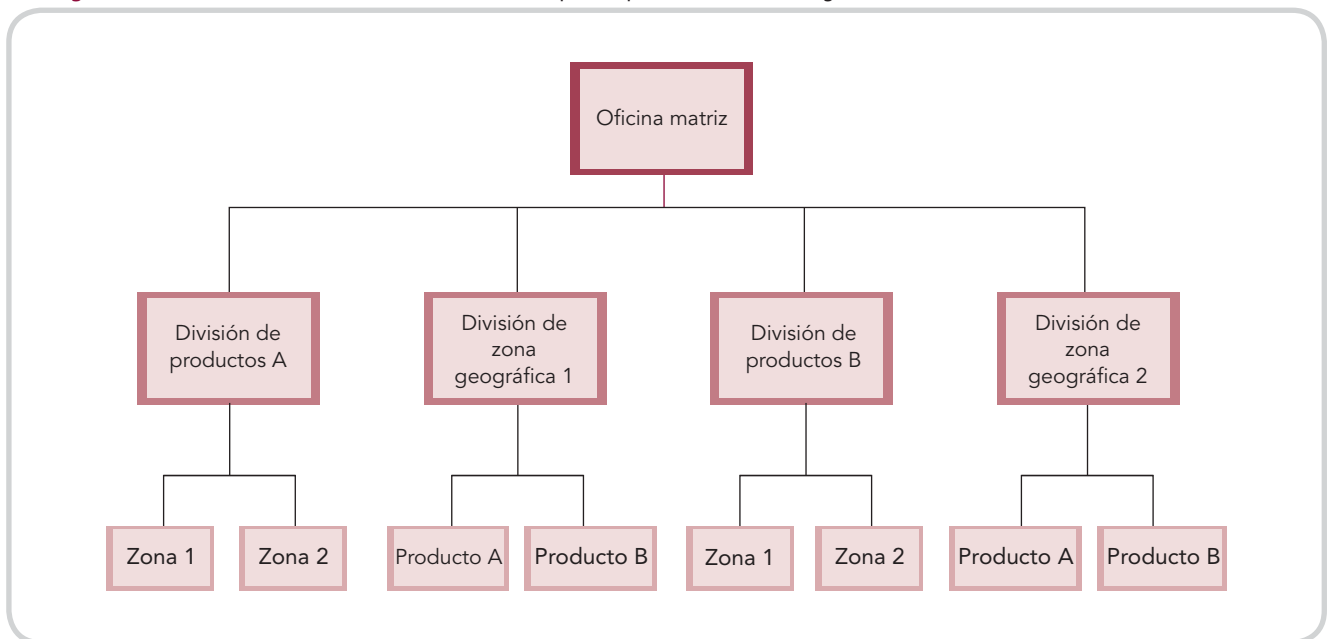 Oficina matriz
División de
productos A
División de
zona
geográfica 1
División de
productos B
División de
zona
geográfica 2
Zona 1
Zona 2
Producto A
Producto B
Zona 1
Zona 2
Producto A
Producto B